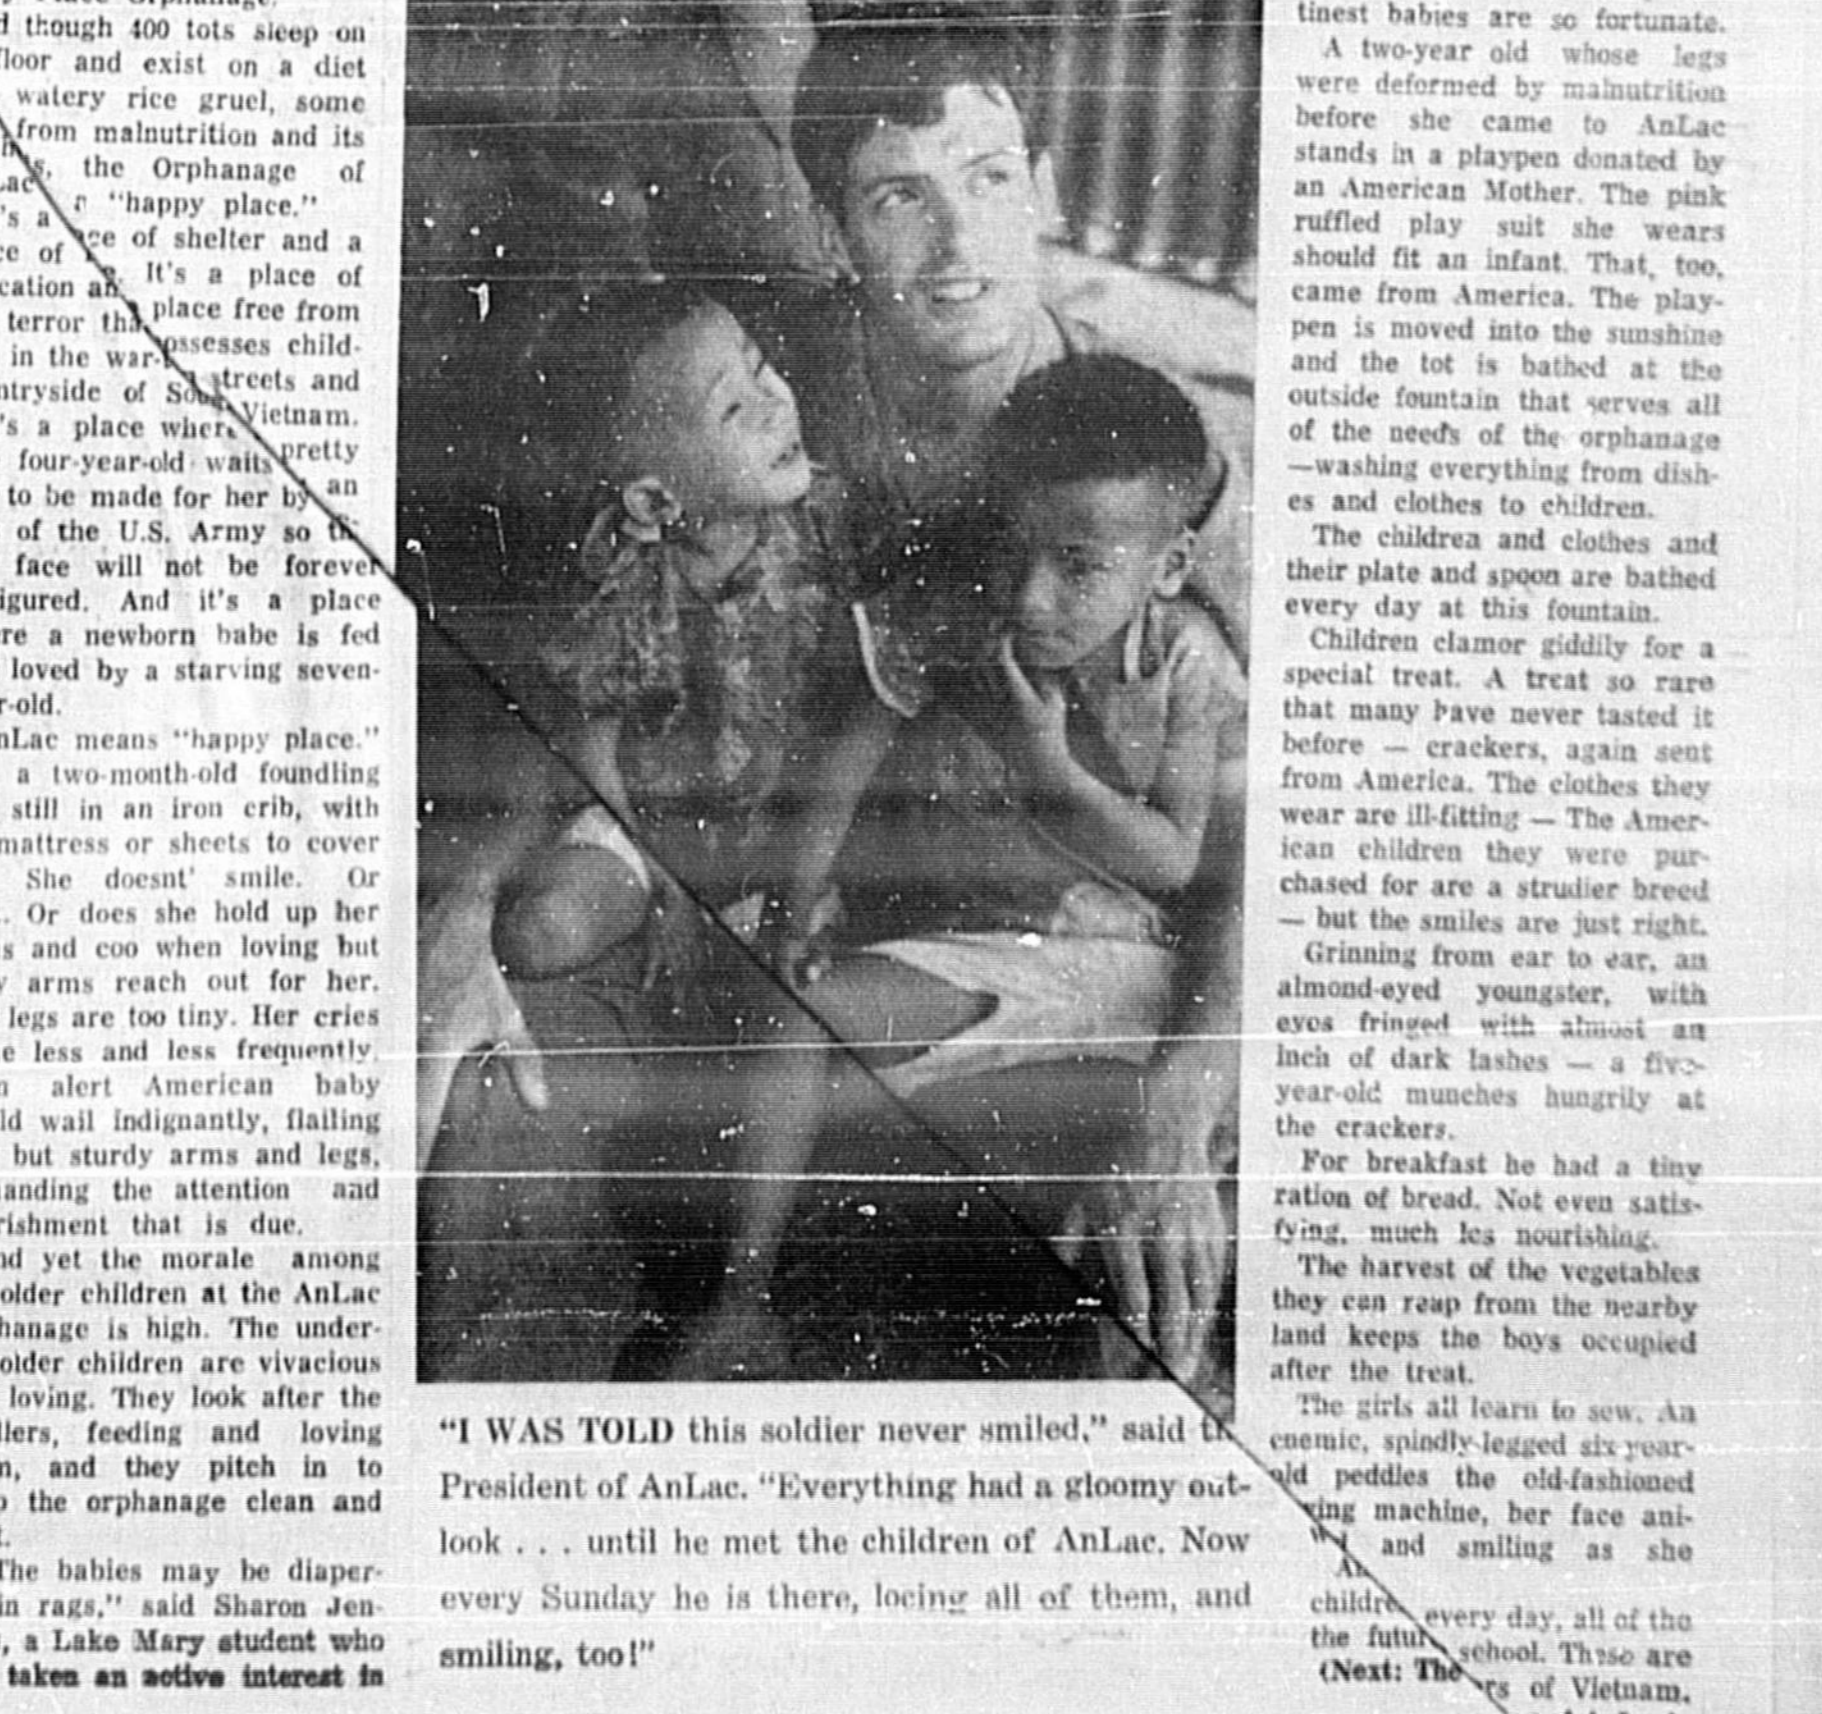 d though 400 tots sleep on
floor and exist on a diet
watery rice gruel, some
from malnutrition and its
the Orphanage of
"happy place."
's a ce of shelter and a
ce of It's a place of
cation an place free from
terror tha ossesses child-
in the war- streets and
ntryside of Sou Vietnam.
's a place where pretty
four-year-old waits an
to be made for her by
of the U.S. Army so th
face will not be forever
igured. And it's a place
re a newborn babe is fed
loved by a starving seven-
r-old.
nLac means "happy place."
a two-month-old foundling
still in an iron crib, with
mattress or sheets to cover
She doesnt' smile. Or
. Or does she hold up her
s and coo when loving but
y arms reach out for her.
legs are too tiny. Her cries
e less and less frequently.
n alert American baby
ld wail indignantly, flailing
but sturdy arms and legs,
anding the attention and
rishment that is due.
nd yet the morale among
older children at the AnLac
hanage is high. The under-
older children are vivacious
loving. They look after the
llers, feeding and loving
m, and they pitch in to
p the orphanage clean and
t.
The babies may be diaper-
in rags," said Sharon Jen-
, a Lake Mary student who
taken an active interest in
"I WAS TOLD this soldier never smiled," said th
President of AnLac. "Everything had a gloomy out-
look . . . until he met the children of AnLac. Now
every Sunday he is there, locing all of them, and
smiling, too!"
tinest babies are so fortunate.
A two-year old whose legs
were deformed by malnutrition
before she came to AnLac
stands in a playpen donated by
an American Mother. The pink
ruffled play suit she wears
should fit an infant. That, too,
came from America. The play-
pen is moved into the sunshine
and the tot is bathed at the
outside fountain that serves all
of the needs of the orphanage
—washing everything from dish-
es and clothes to children.
The children and clothes and
their plate and spoon are bathed
every day at this fountain.
Children clamor giddily for a
special treat. A treat so rare
that many have never tasted it
before — crackers, again sent
from America. The clothes they
wear are ill-fitting — The Amer-
ican children they were pur-
chased for are a strudier breed
— but the smiles are just right.
Grinning from ear to ear, an
almond-eyed youngster, with
eyes fringed with almost an
inch of dark lashes — a five-
year-old munches hungrily at
the crackers.
For breakfast he had a tiny
ration of bread. Not even satis-
fying, much les nourishing.
The harvest of the vegetables
they can reap from the nearby
land keeps the boys occupied
after the treat.
The girls all learn to sew. An
enemic, spindly-legged six year-
old peddles the old-fashioned
wing machine, her face ani-
and smiling as she
childre every day, all of the
the future school. These are
(Next: The rs of Vietnam.